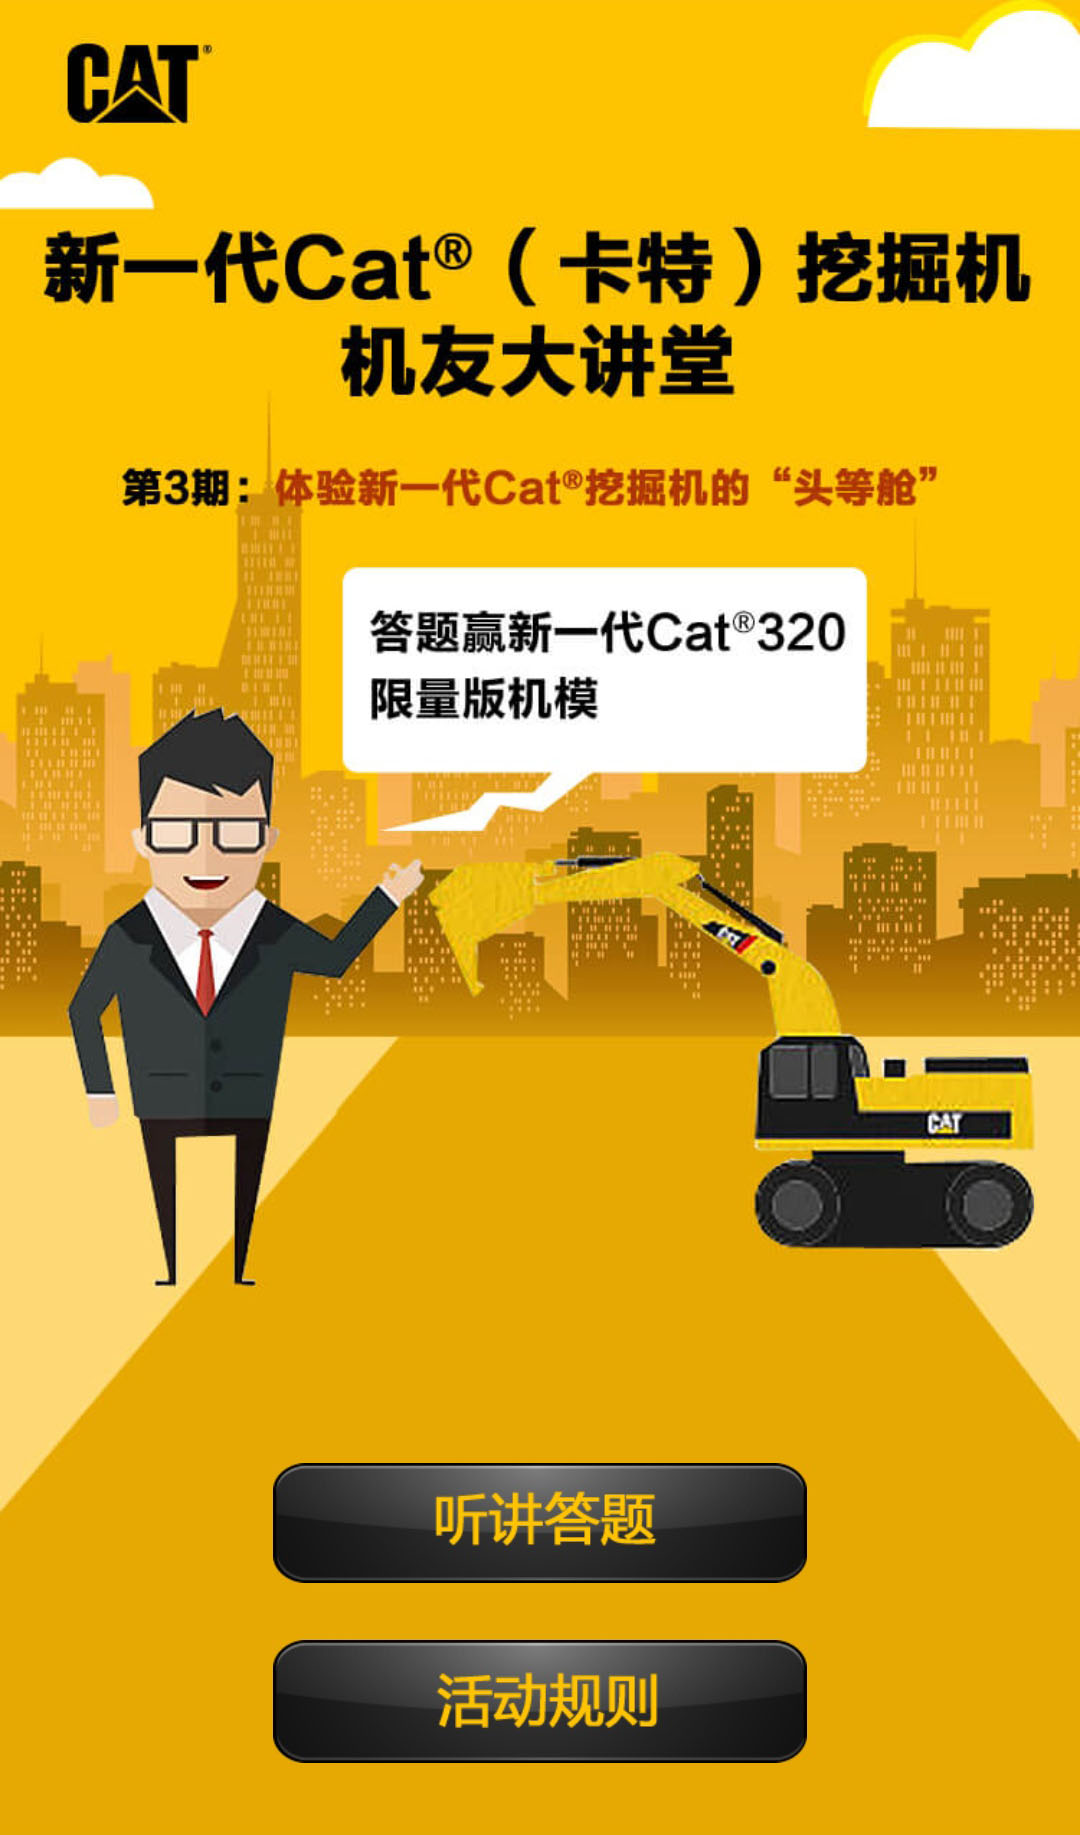 CAT®
新一代Cat®（卡特）挖掘机
机友大讲堂
第3期：体验新一代Cat®挖掘机的“头等舱”
答题赢新一代Cat®320
限量版机模
CAT
CAT
听讲答题
活动规则